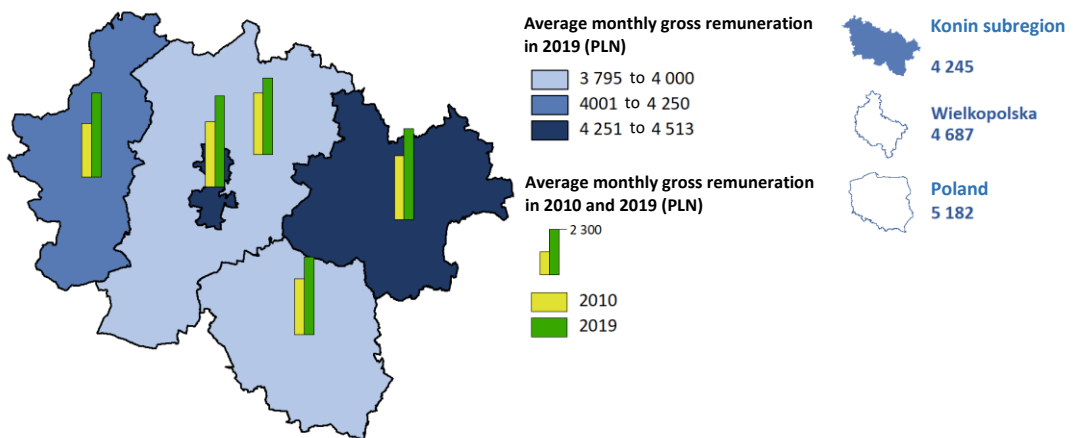 Average monthly gross remuneration
in 2019 (PLN)
3 795 to 4 000
4001 to 4 250
4 251 to 4 513
Average monthly gross remuneration
in 2010 and 2019 (PLN)
2 300
2010
2019
Konin subregion
4 245
Wielkopolska
4 687
Poland
5 182